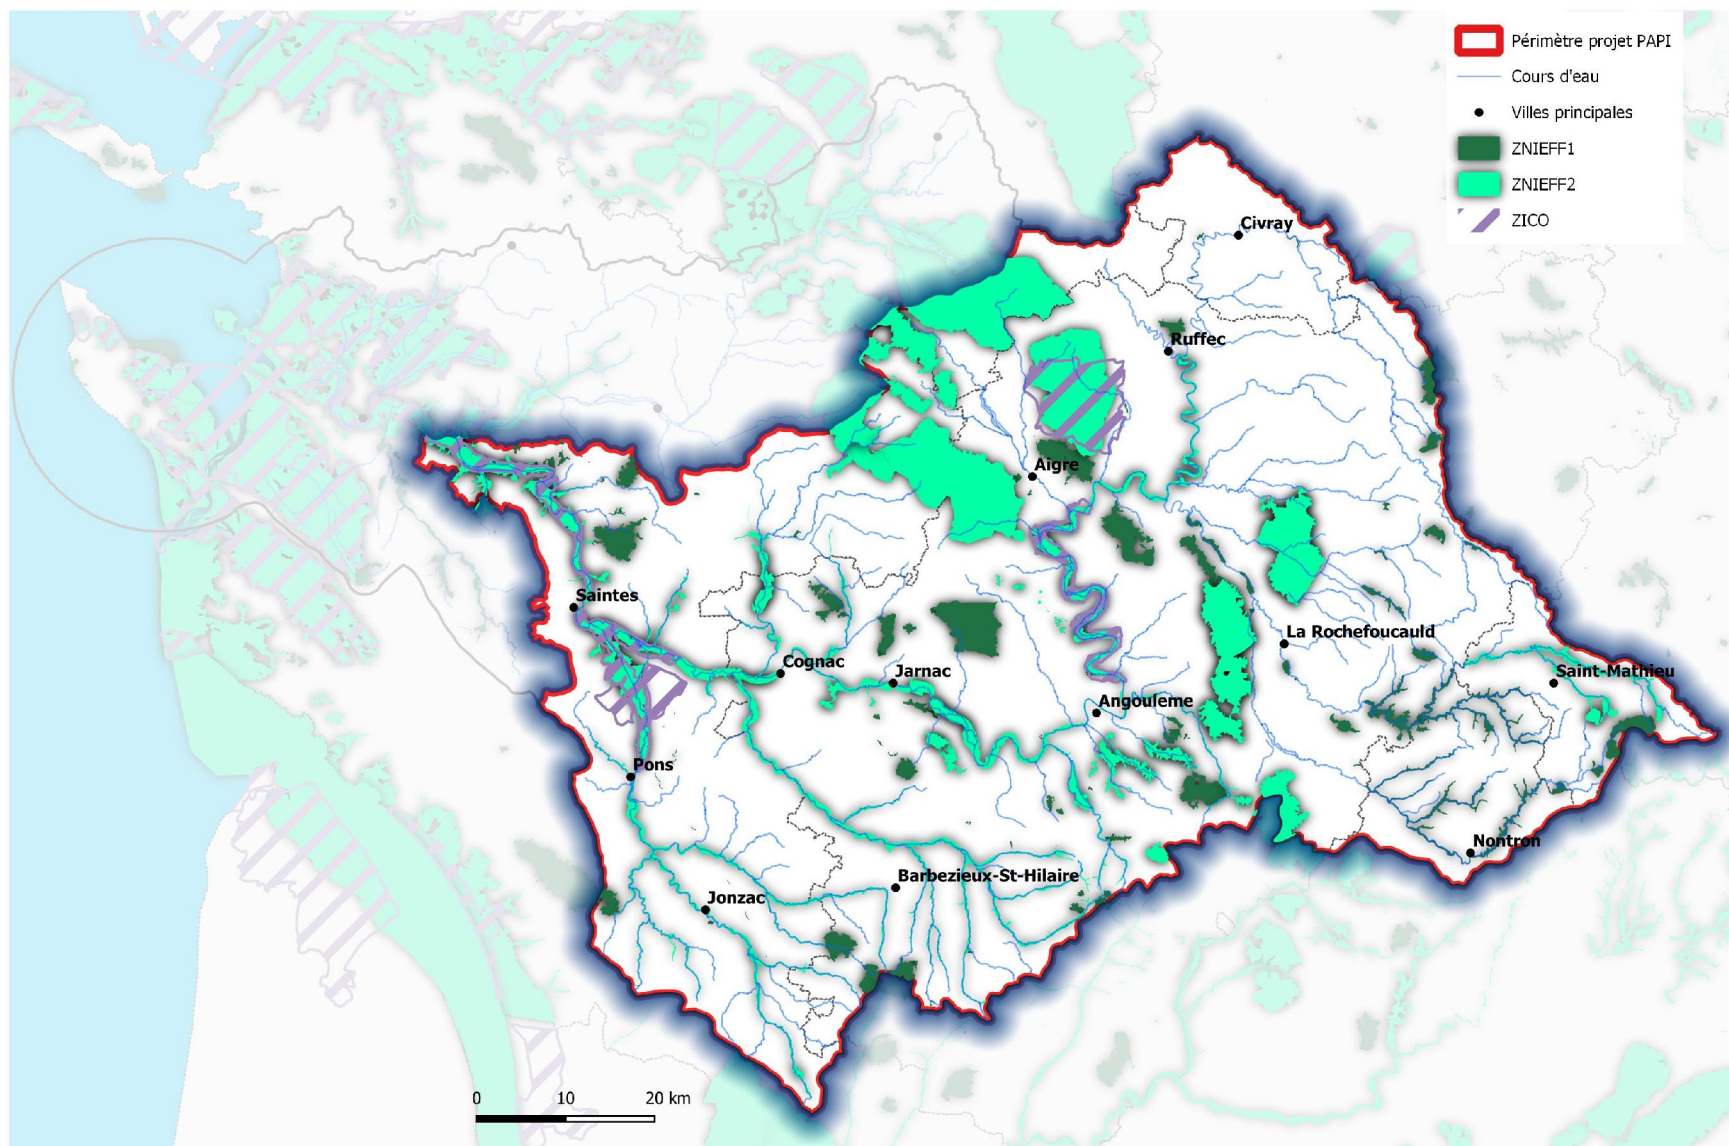 Périmètre projet PAPI
Cours d'eau
Villes principales
ZNIEFF1
ZNIEFF2
ZICO
Civray
Ruffec
Aigre
Saintes
La Rochefoucauld
Cognac
Jarnac
Saint-Mathieu
Angouleme
Pons
Nontron
Barbezieux-St-Hilaire
Jonzac
0 10 20 km